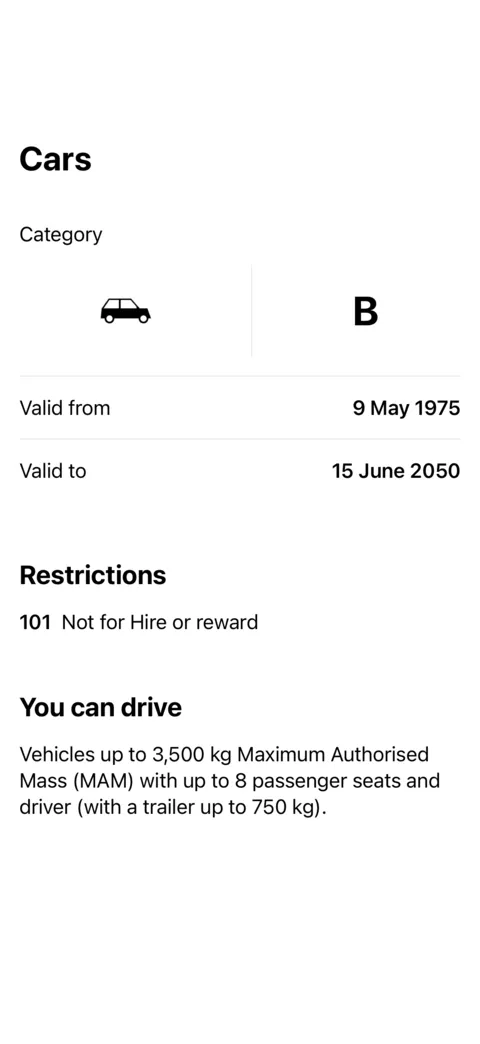 Cars
Category
B
Valid from 9 May 1975
Valid to 15 June 2050
Restrictions
101 Not for Hire or reward
You can drive
Vehicles up to 3,500 kg Maximum Authorised
Mass (MAM) with up to 8 passenger seats and
driver (with a trailer up to 750 kg).